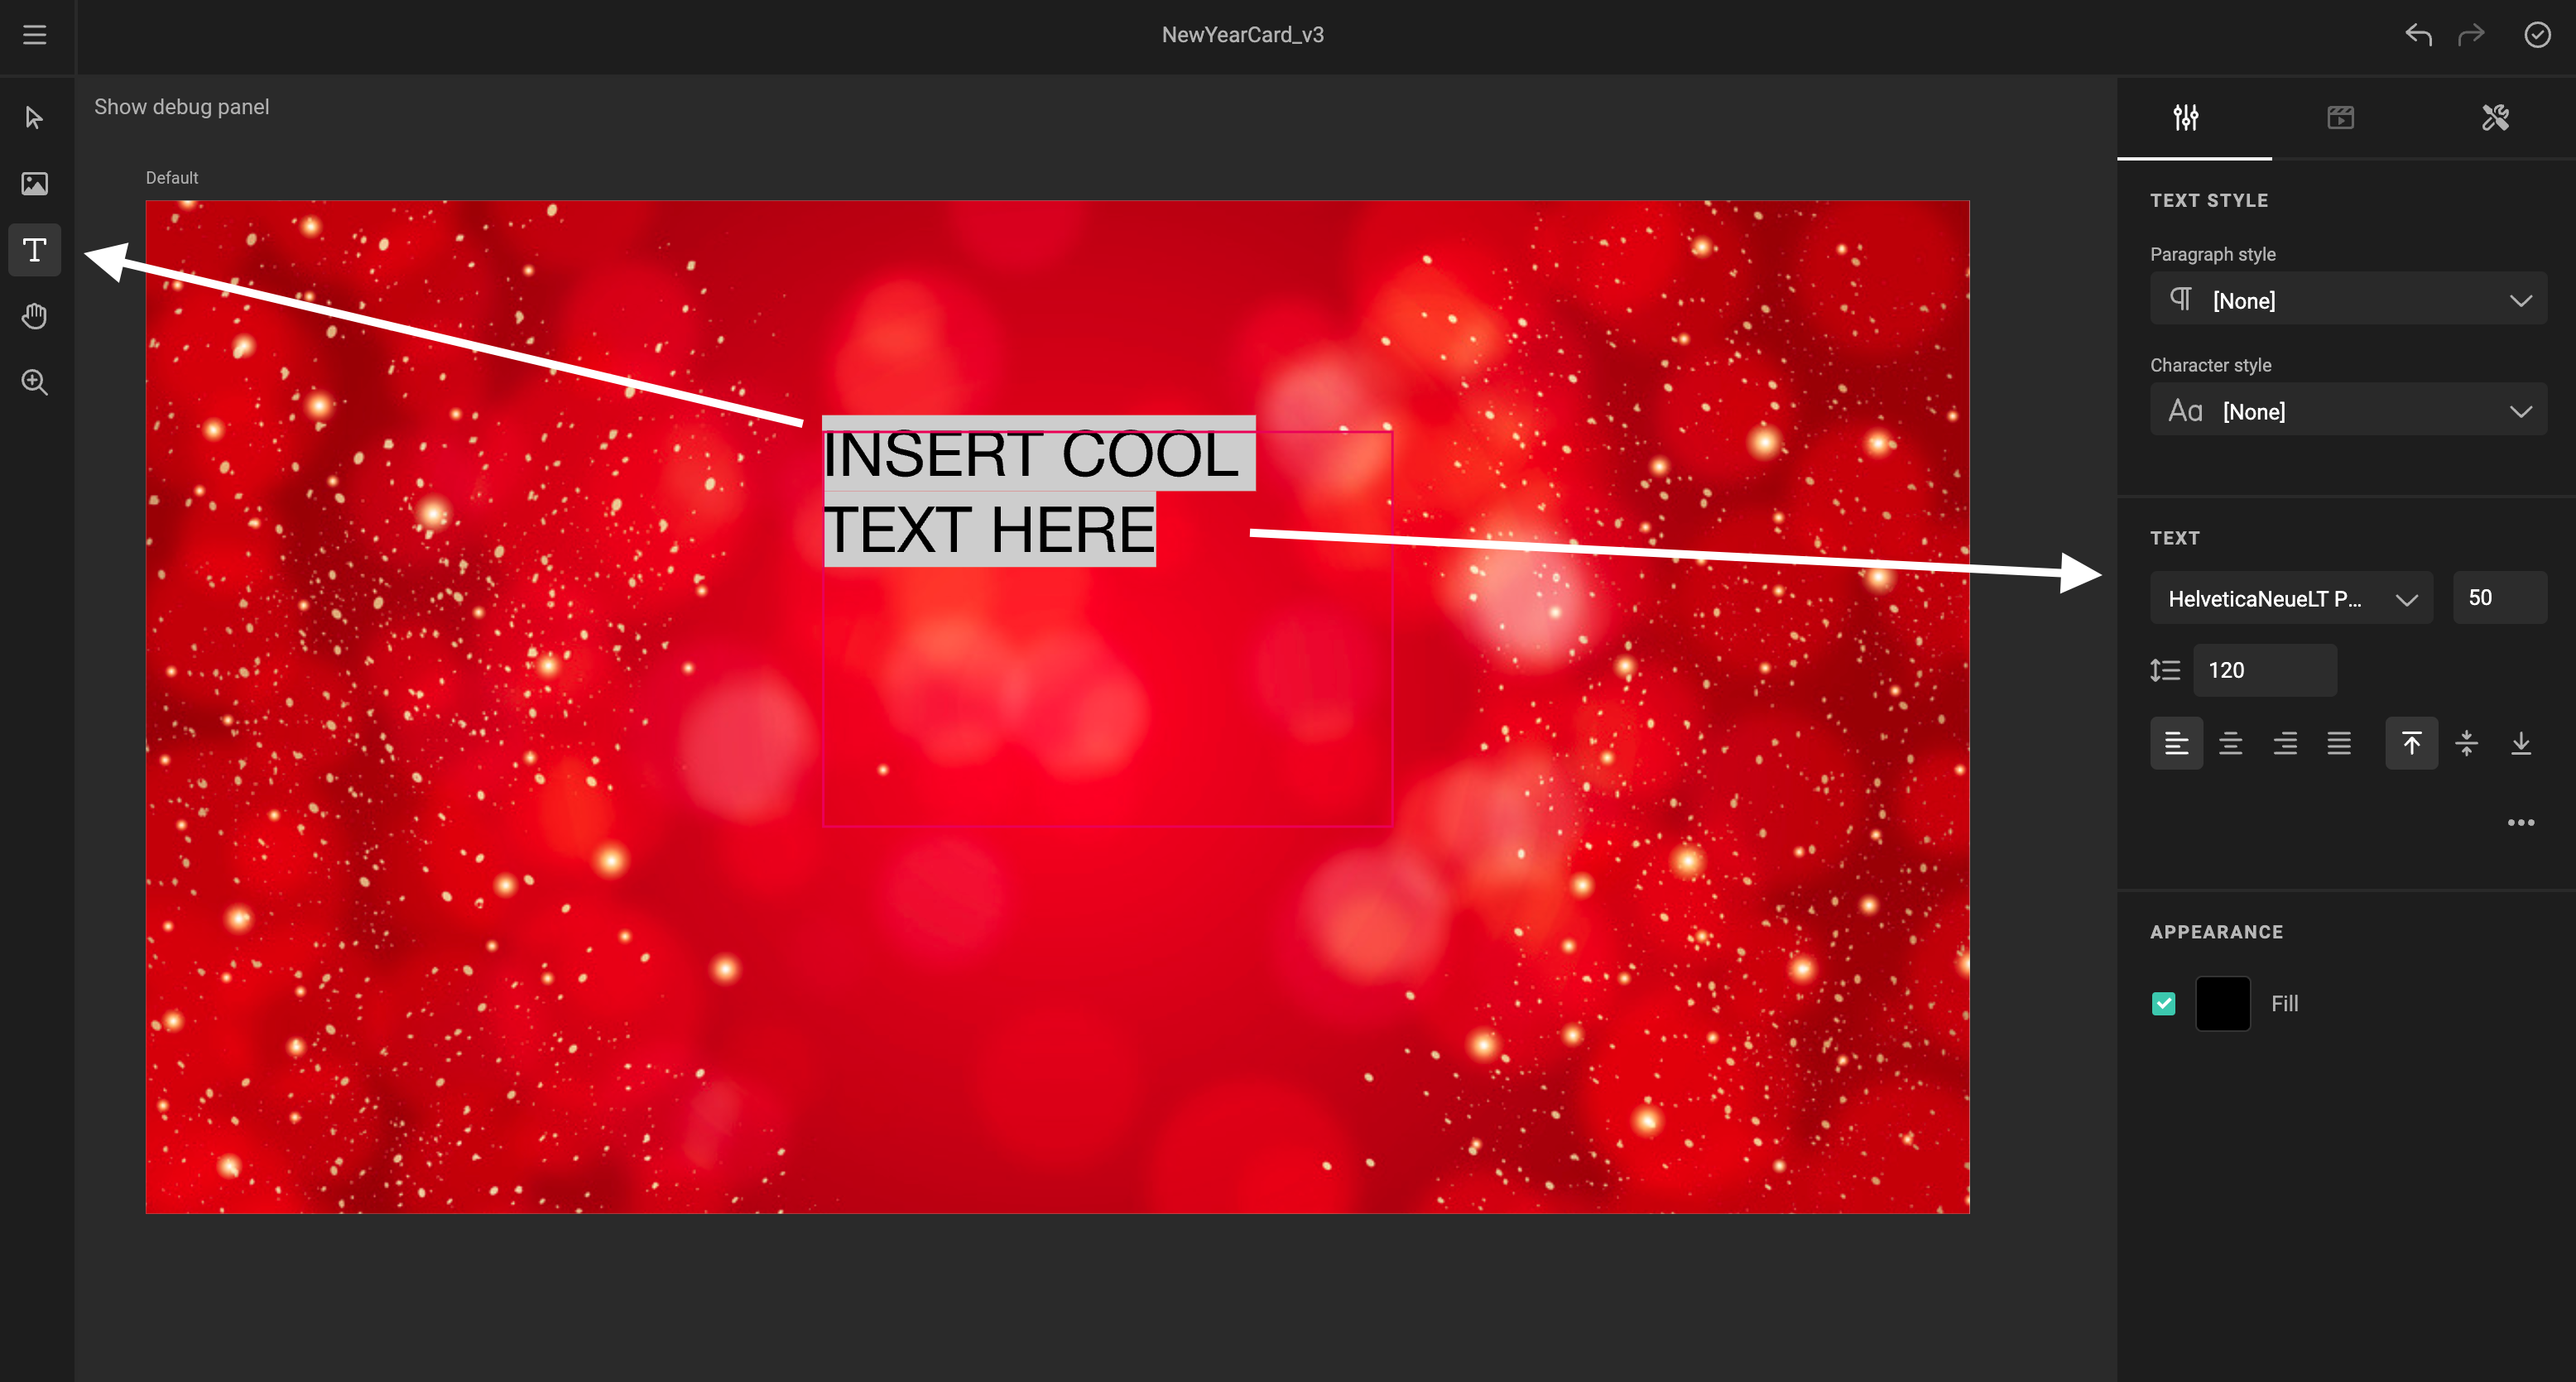 NewYearCard_v3
Show debug panel
Default
INSERT COOL
TEXT HERE
TEXT STYLE
Paragraph style
[None]
Character style
Aa [None]
TEXT
HelveticaNeueLT P... 50
120
APPEARANCE
Fill